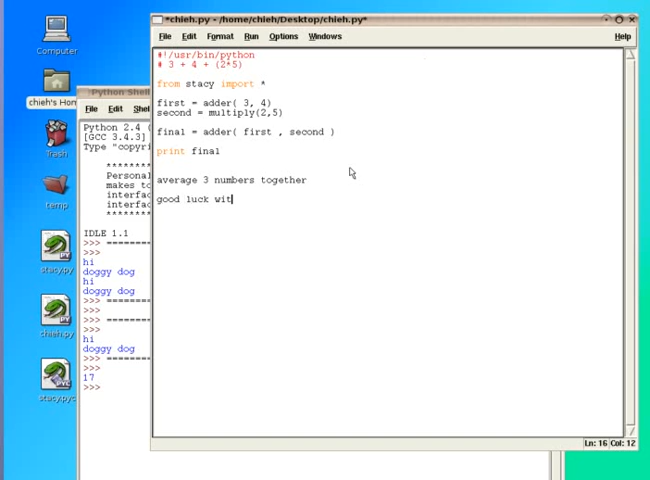 *chieh.py - /home/chieh/Desktop/chieh.py*
File Edit Format Run Options Windows Help
#!/usr/bin/python
# 3 + 4 + (2*5)
from stacy import *
first = adder( 3, 4)
second = multiply(2,5)
final = adder( first , second )
print final
average 3 numbers together
good luck wit
Ln: 16 Col: 12
Computer
chieh's Hom
Trash
temp
stacy.py
chieh.py
stacy.pyc
Python Shell
File Edit Shel
Python 2.4 (
[GCC 3.4.3]
Type "copyri
********
Personal
makes to
interfac
interfac
********
IDLE 1.1
>>> =======
>>>
hi
doggy dog
hi
doggy dog
>>> =======
>>>
>>> =======
>>>
hi
doggy dog
>>> =======
>>>
17
>>>